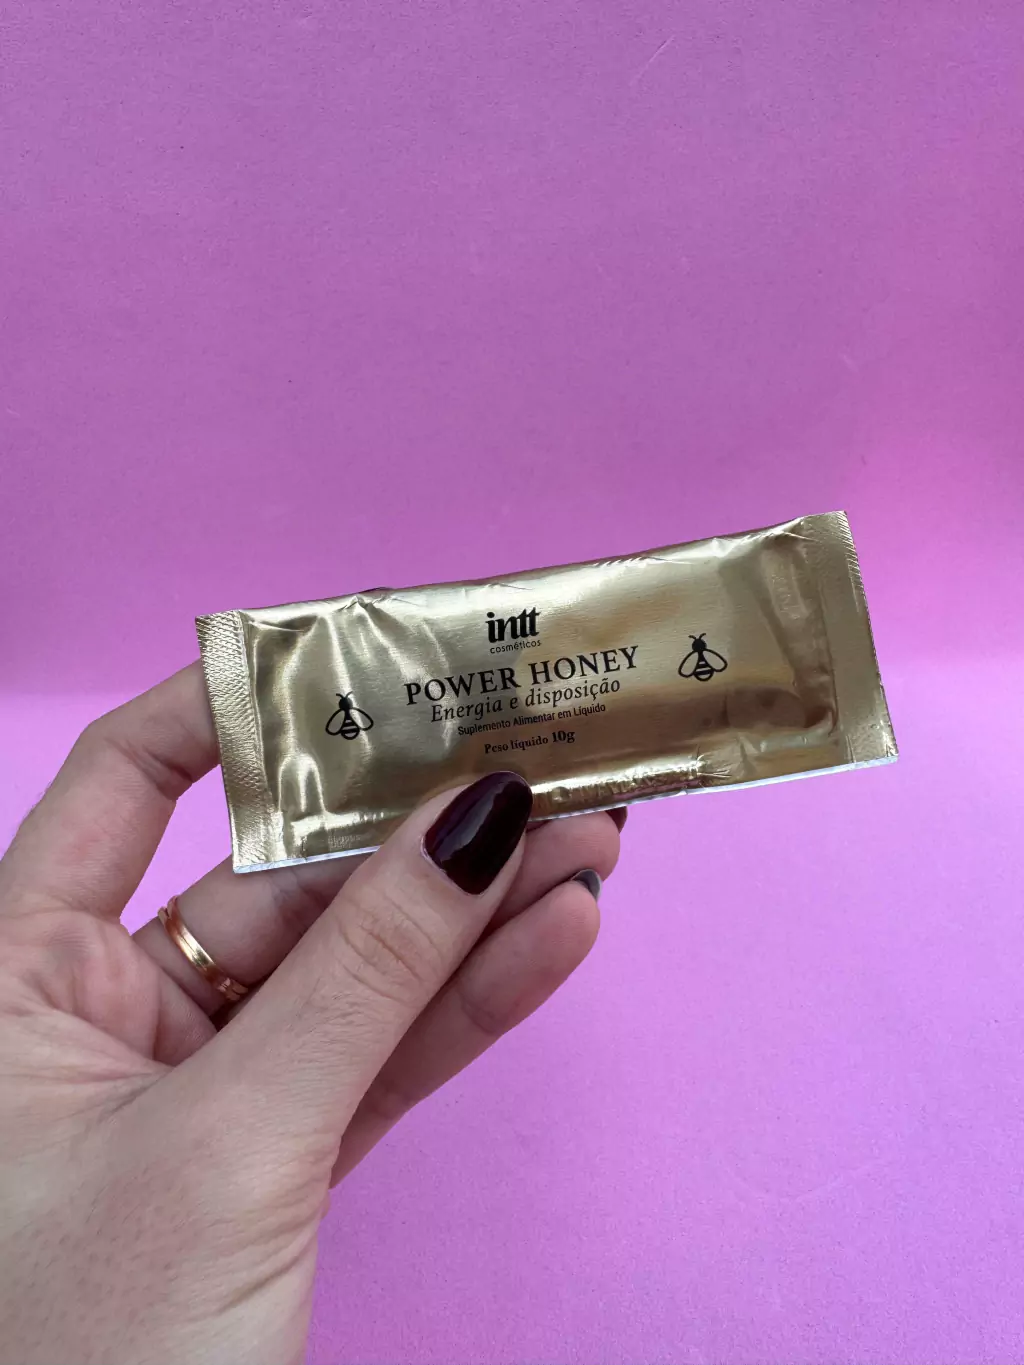 intt
cosméticos
POWER HONEY
Energia e disposição
Suplemento Alimentar em Líquido
Peso líquido 10g